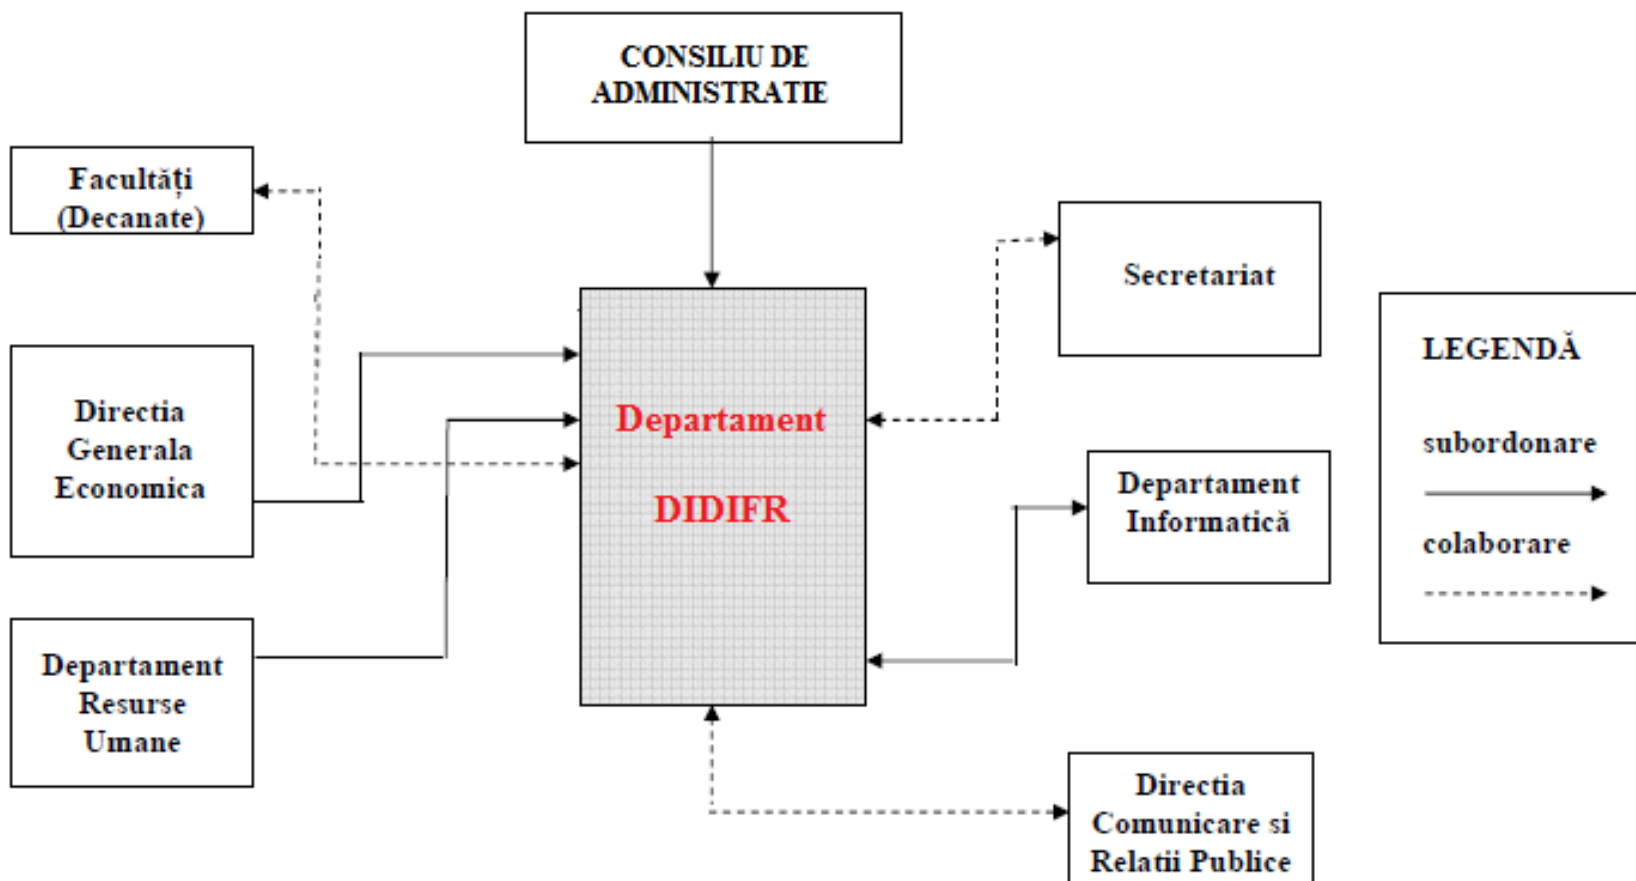 CONSILIU DE
ADMINISTRATIE
Facultăți
(Decanate)
Secretariat
Directia
Generala
Economica
Departament
DIDIFR
Departament
Informatică
LEGENDĂ
subordonare
colaborare
Departament
Resurse
Umane
Directia
Comunicare si
Relatii Publice